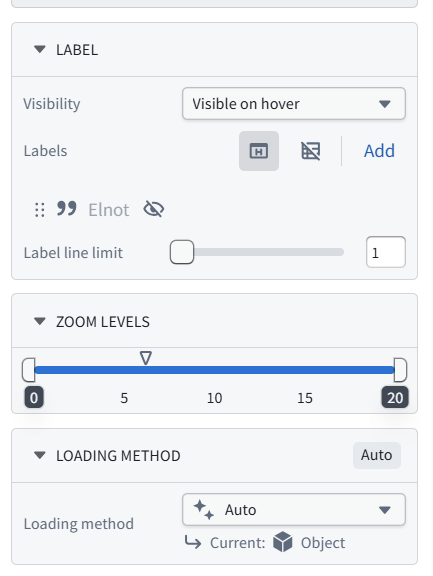 LABEL
Visibility
Visible on hover
Labels
H
Add
Elnot
Label line limit
1
ZOOM LEVELS
0 5 10 15 20
LOADING METHOD
Auto
Loading method
Auto
Current: Object